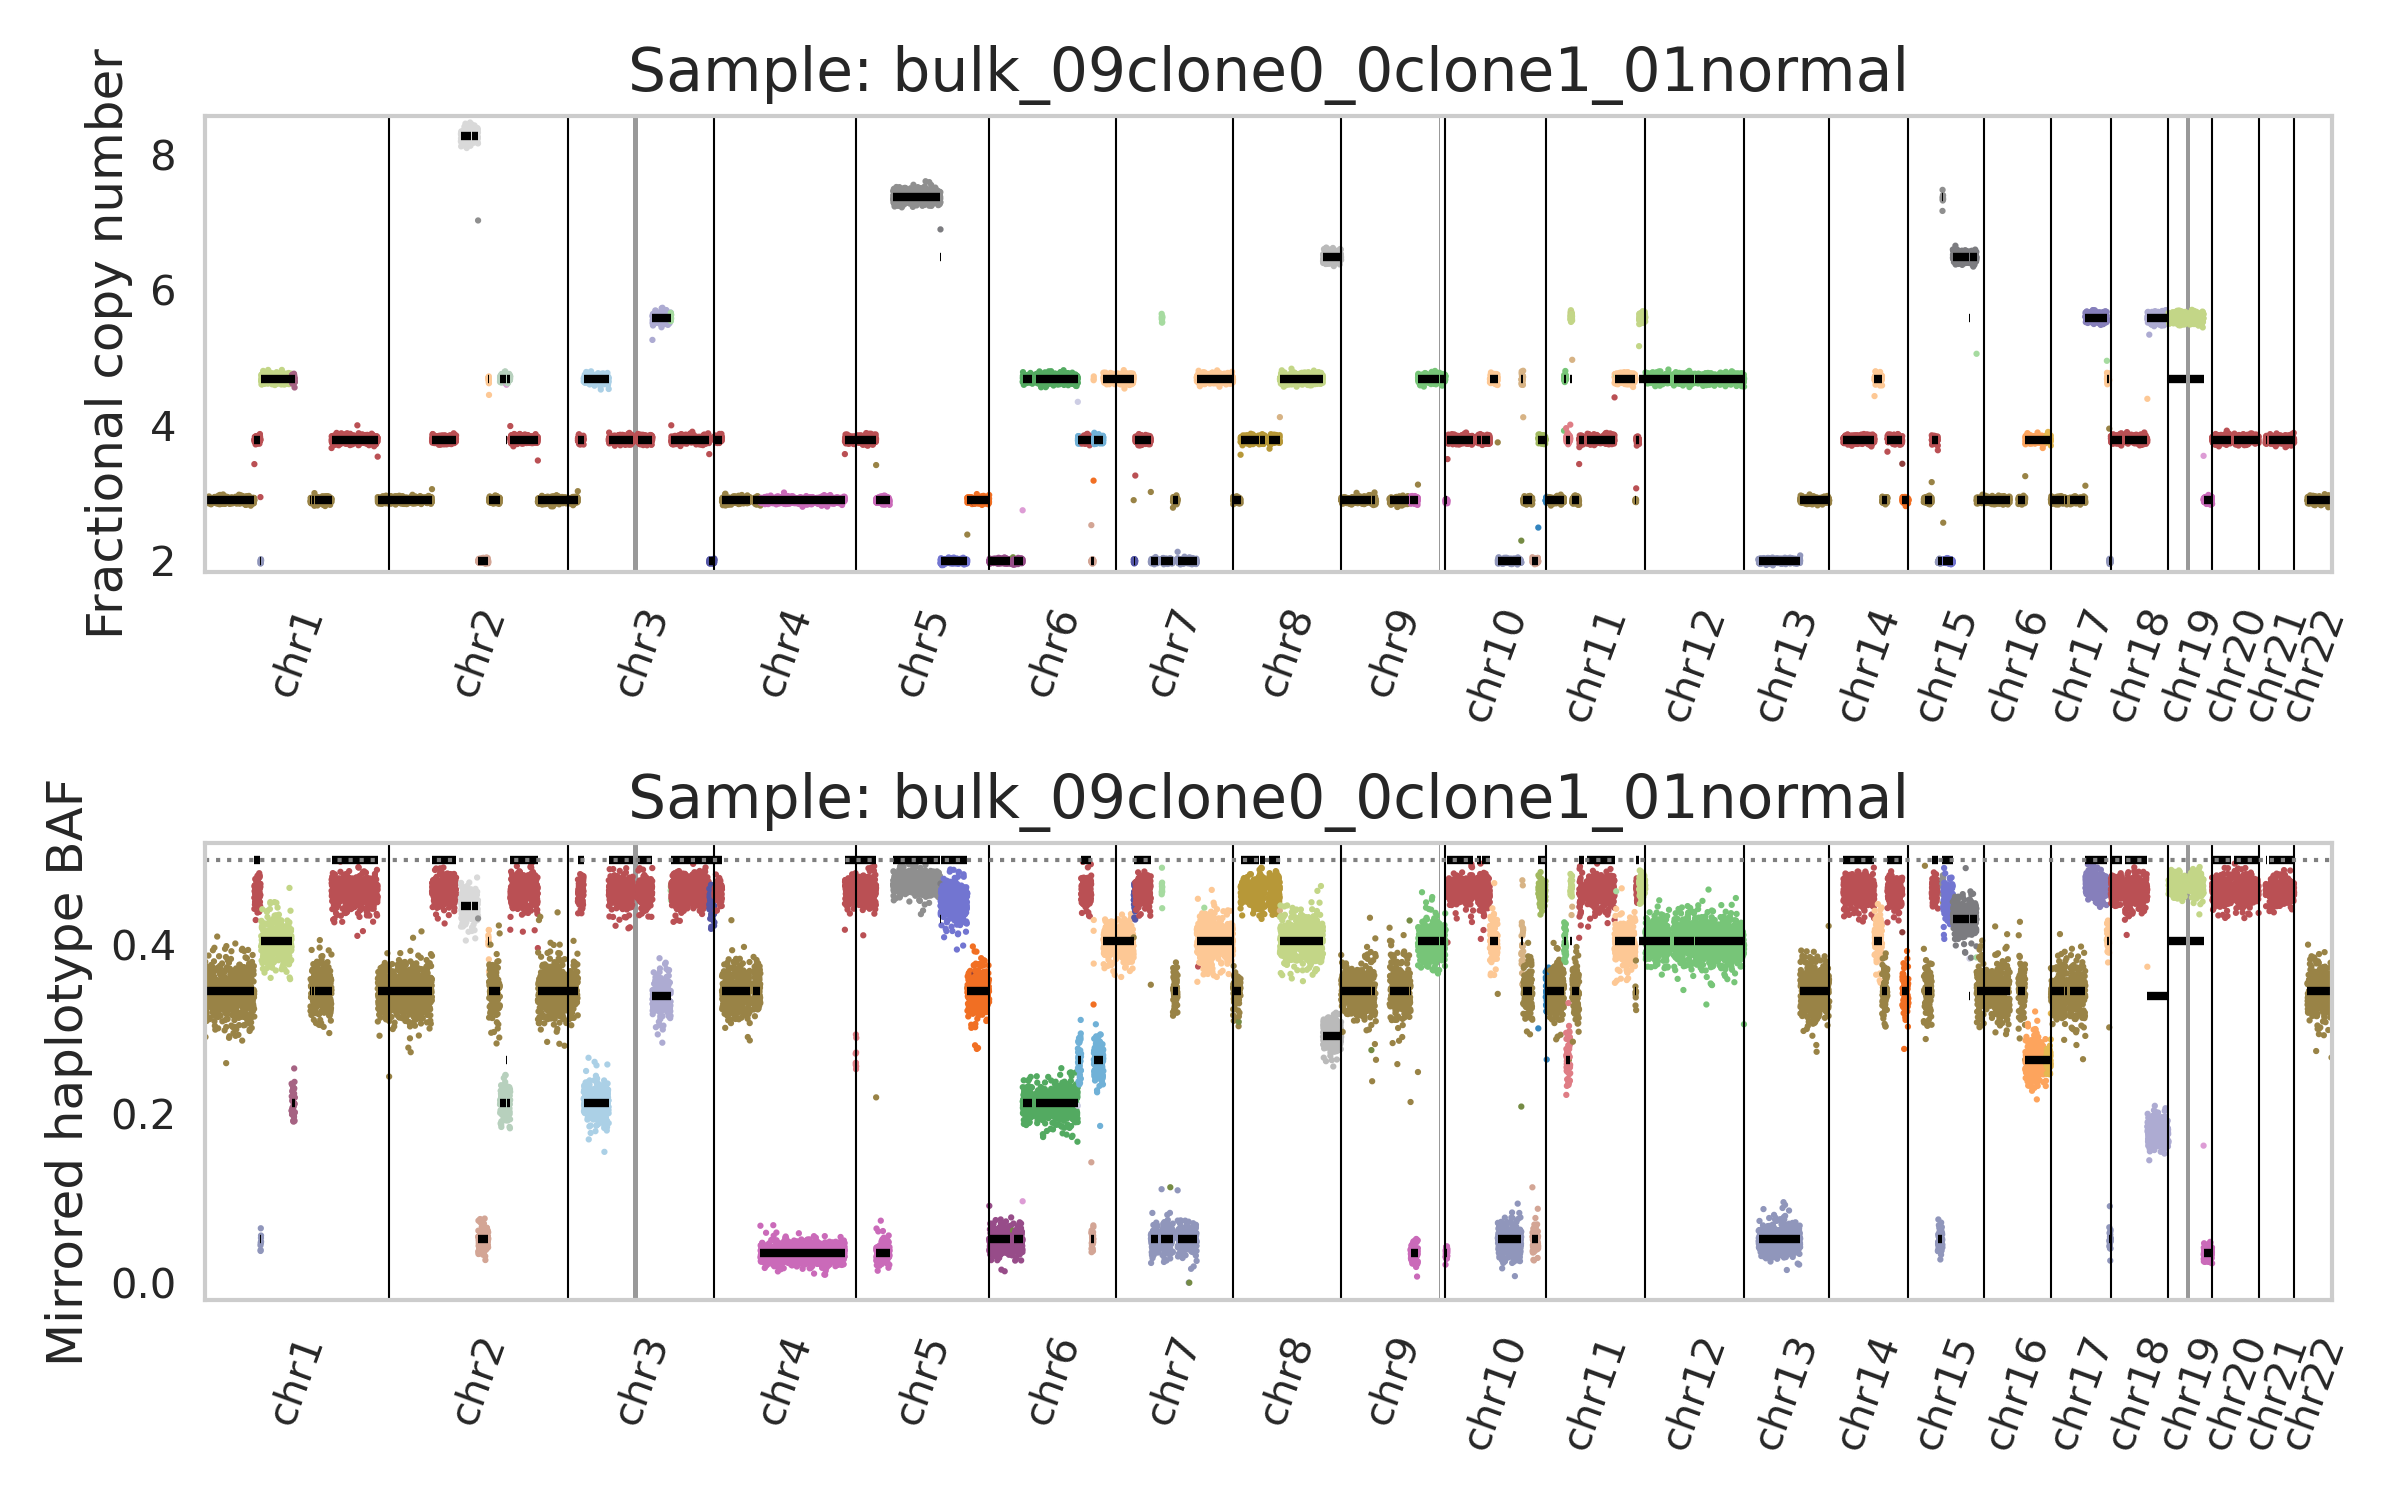 Sample: bulk_09clone0_0clone1_01normal
Fractional copy number
8
6
4
2
chr1 chr2 chr3 chr4 chr5 chr6 chr7 chr8 chr9 chr10 chr11 chr12 chr13 chr14 chr15 chr16 chr17 chr18 chr19 chr20 chr21 chr22
Sample: bulk_09clone0_0clone1_01normal
Mirrored haplotype BAF
0.4
0.2
0.0
chr1 chr2 chr3 chr4 chr5 chr6 chr7 chr8 chr9 chr10 chr11 chr12 chr13 chr14 chr15 chr16 chr17 chr18 chr19 chr20 chr21 chr22